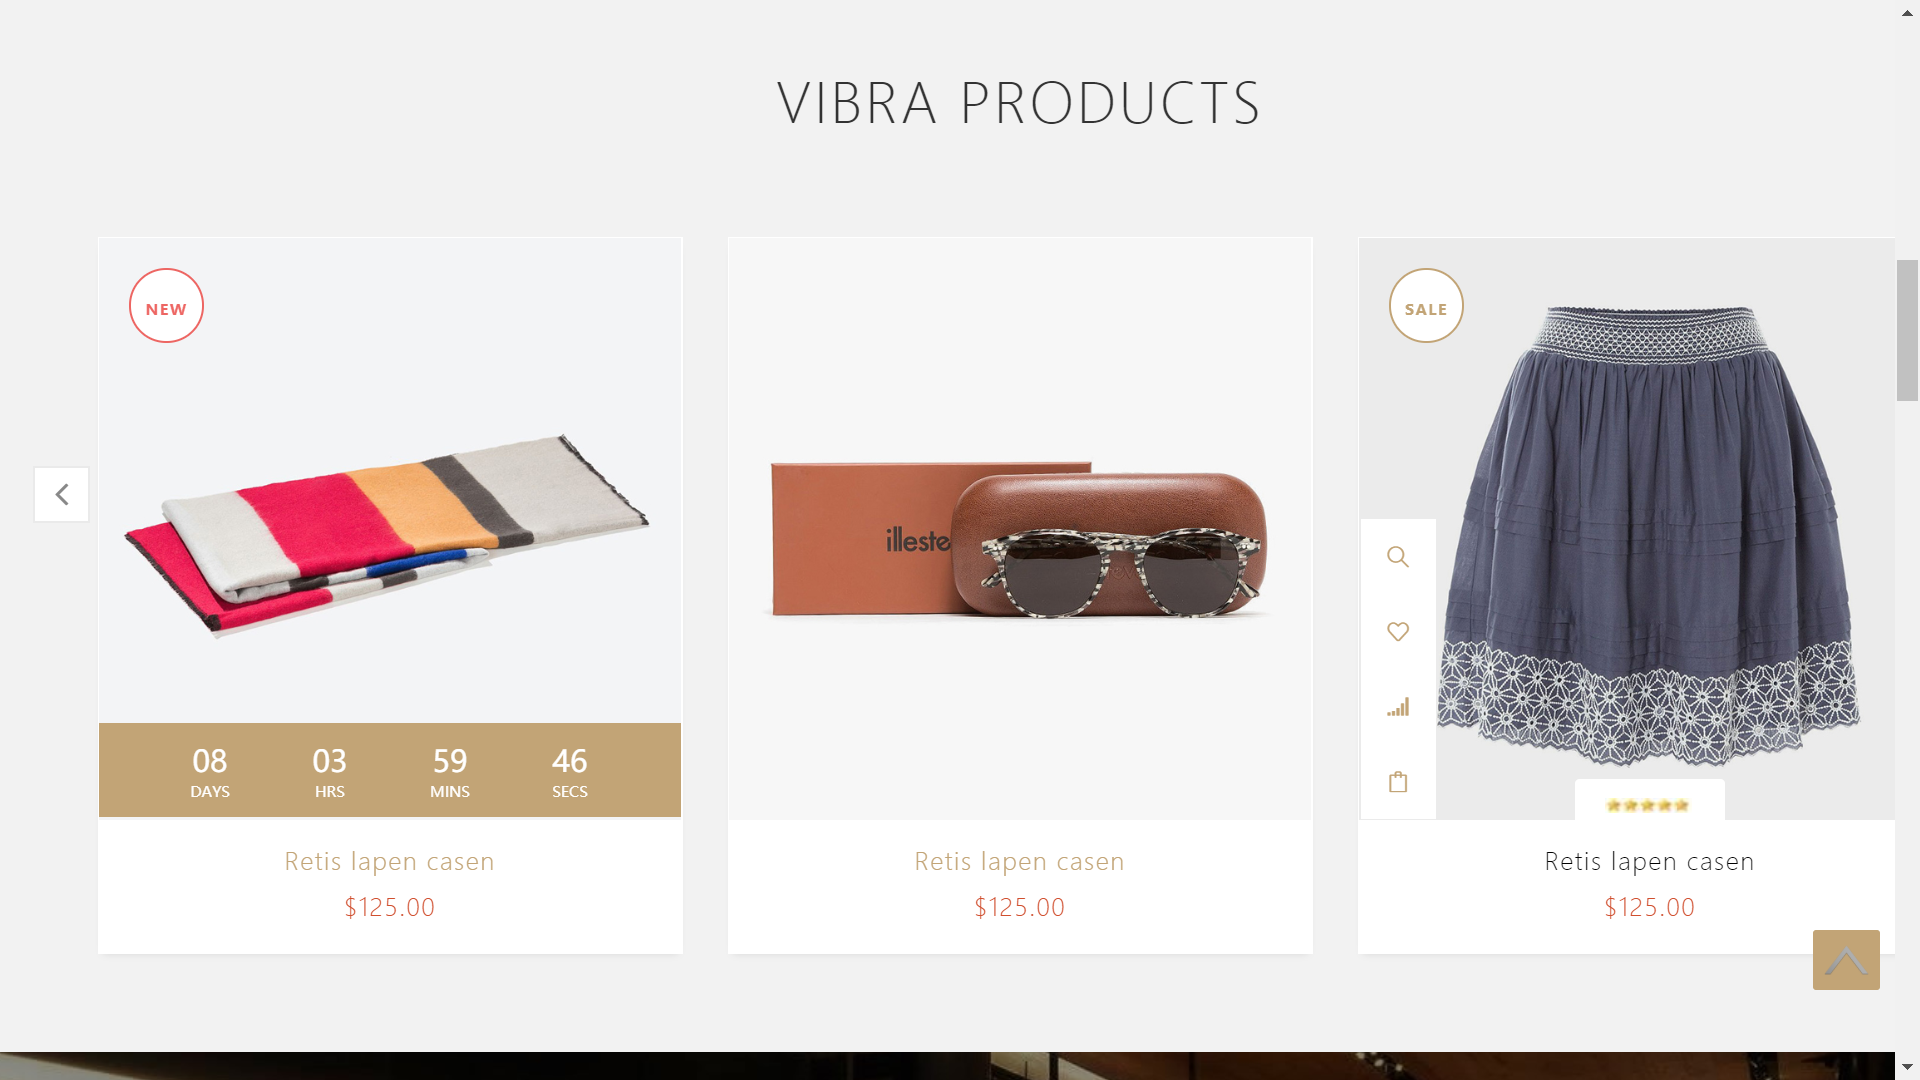 VIBRA PRODUCTS
NEW
SALE
illeste
08 03 59 46
DAYS HRS MINS SECS
Retis lapen casen
$125.00
Retis lapen casen
$125.00
Retis lapen casen
$125.00